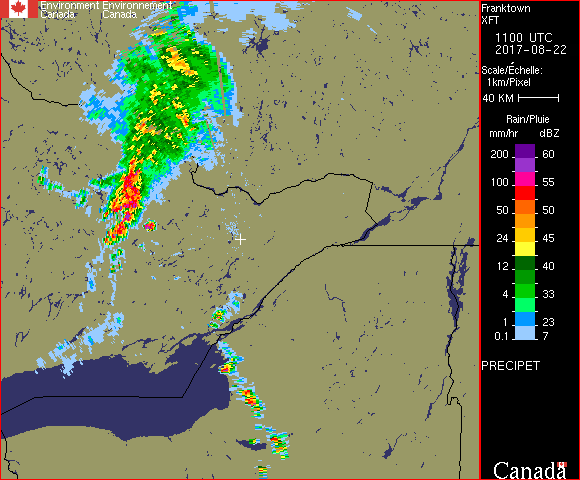 Environment Environnement
Canada Canada
Franktown
XFT
1100 UTC
2017-08-22
Scale/Échelle:
1km/Pixel
40 KM
Rain/Pluie
mm/hr dBZ
200 60
100 55
50 50
24 45
12 40
4 33
1 23
0.1 7
PRECIPET
Canada